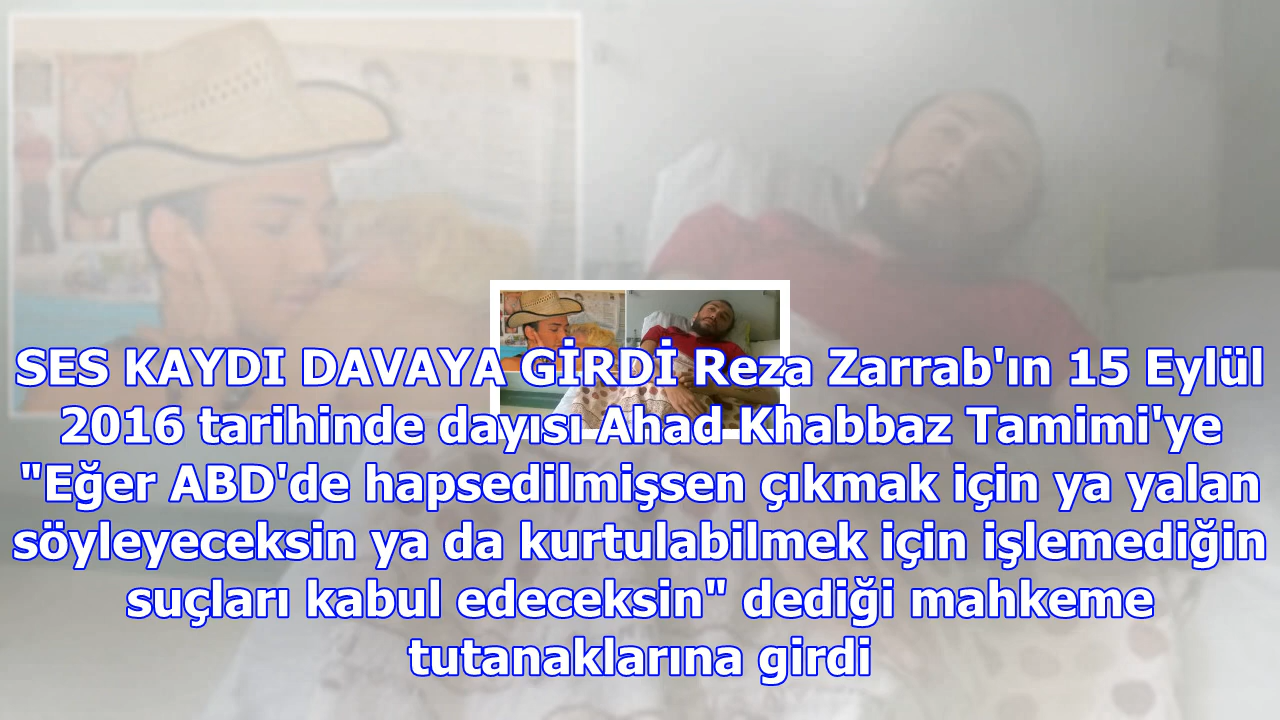 SES KAYDI DAVAYA GİRDİ Reza Zarrab'ın 15 Eylül
2016 tarihinde dayısı Ahad Khabbaz Tamimi'ye
"Eğer ABD'de hapsedilmişsen çıkmak için ya yalan
söyleyeceksin ya da kurtulabilmek için işlemediğin
suçları kabul edeceksin" dediği mahkeme
tutanaklarına girdi